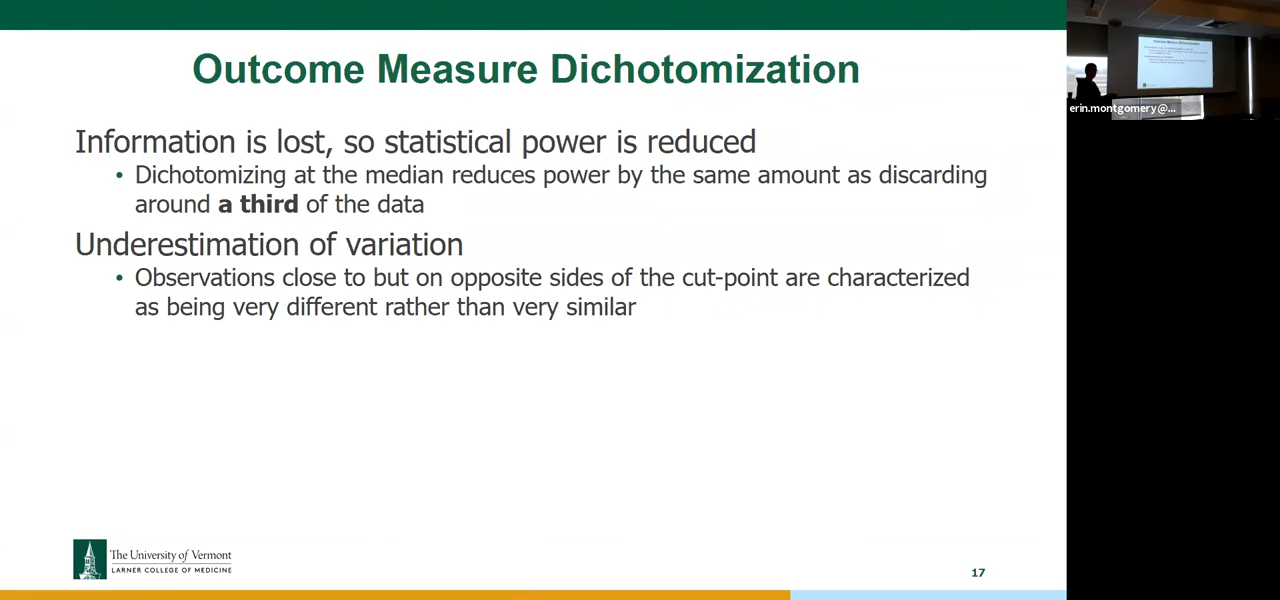 Outcome Measure Dichotomization
Information is lost, so statistical power is reduced
• Dichotomizing at the median reduces power by the same amount as discarding
around a third of the data
Underestimation of variation
• Observations close to but on opposite sides of the cut-point are characterized
as being very different rather than very similar
The University of Vermont
LARNER COLLEGE OF MEDICINE
17
erin.montgomery@...